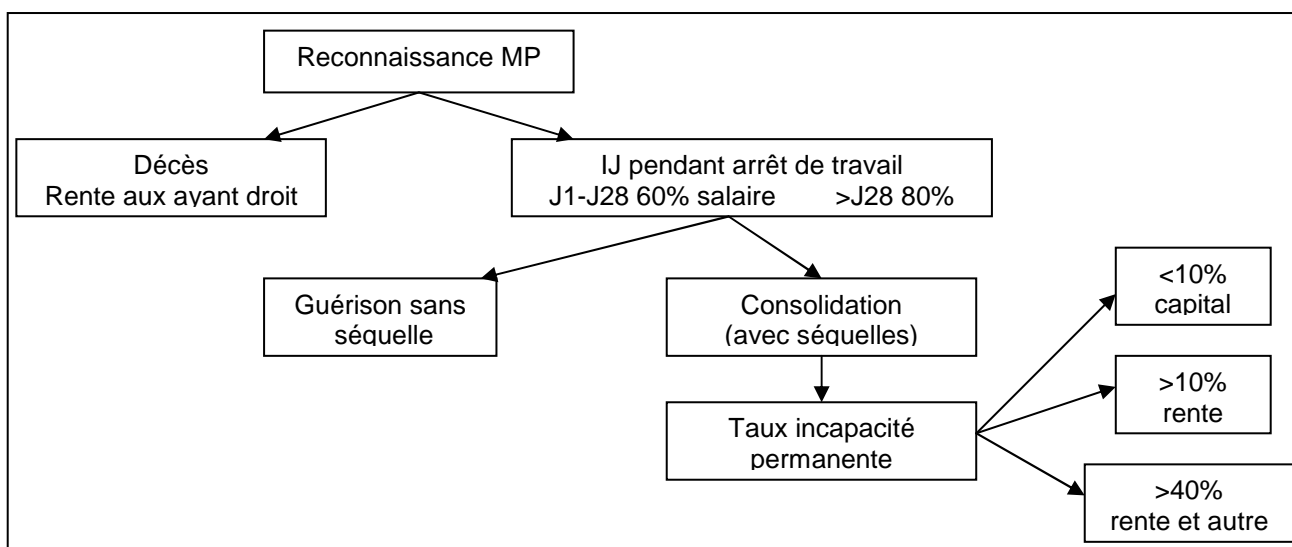 Reconnaissance MP
Décès
Rente aux ayant droit
IJ pendant arrêt de travail
J1-J28 60% salaire >J28 80%
Guérison sans
séquelle
Consolidation
(avec séquelles)
<10%
capital
>10%
rente
Taux incapacité
permanente
>40%
rente et autre